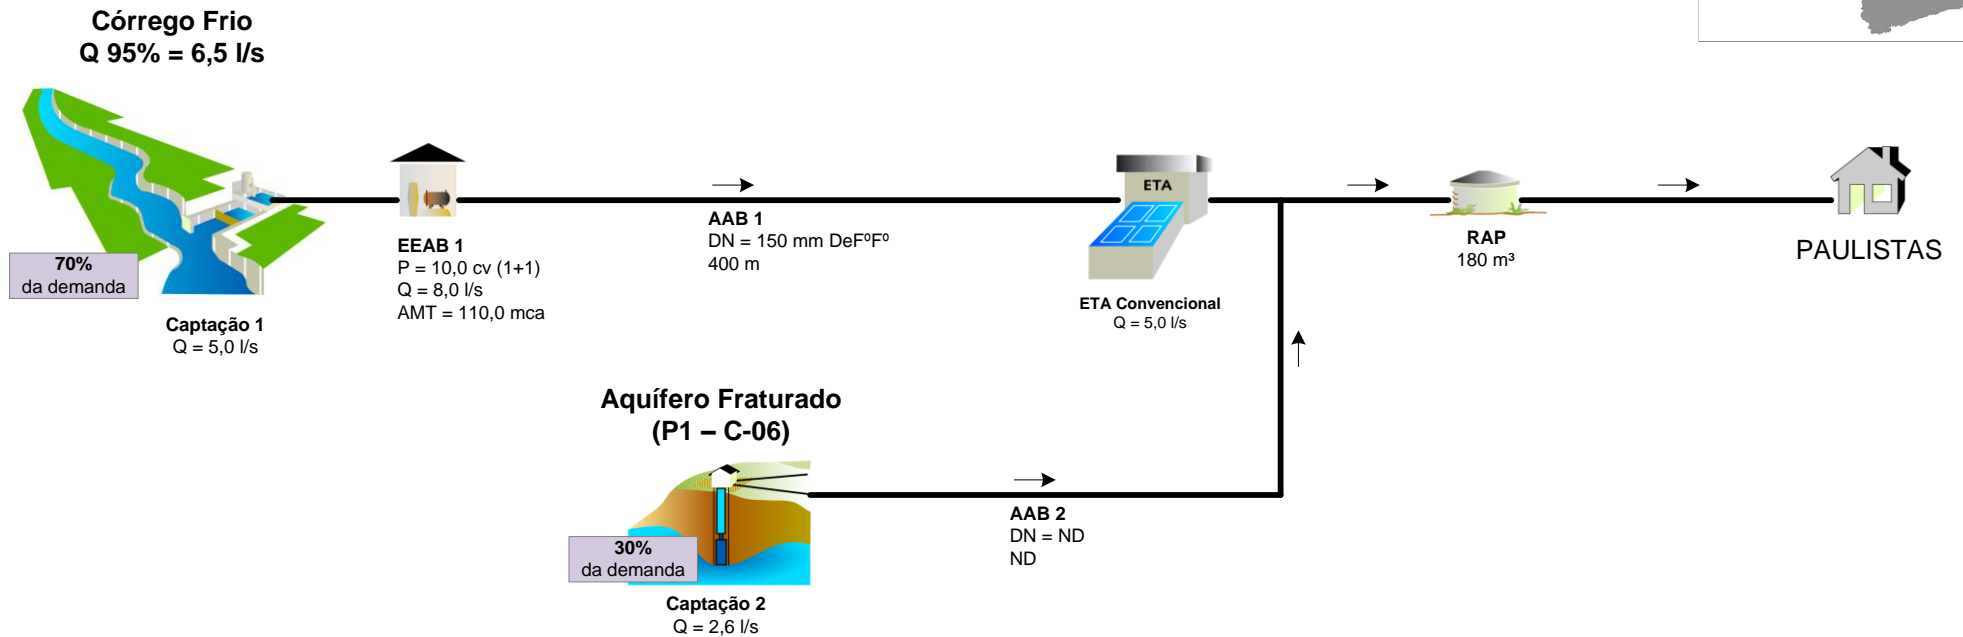 Córrego Frio
Q 95% = 6,5 l/s
70%
da demanda
Captação 1
Q = 5,0 l/s
EEAB 1
P = 10,0 cv (1+1)
Q = 8,0 l/s
AMT = 110,0 mca
AAB 1
DN = 150 mm DeFºFº
400 m
ETA
ETA Convencional
Q = 5,0 l/s
RAP
180 m³
PAULISTAS
Aquífero Fraturado
(P1 – C-06)
30%
da demanda
Captação 2
Q = 2,6 l/s
AAB 2
DN = ND
ND